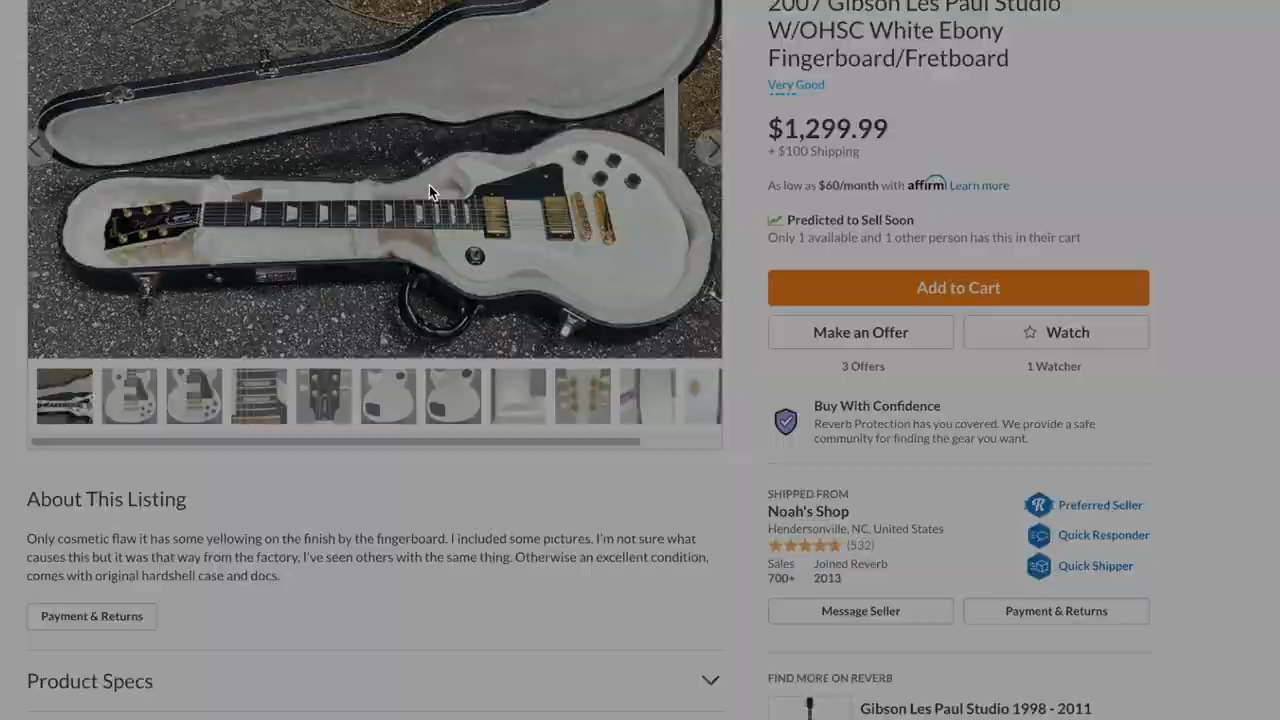 2007 Gibson Les Paul Studio
W/OHSC White Ebony
Fingerboard/Fretboard
Very Good
$1,299.99
+ $100 Shipping
As low as $60/month with affirm Learn more
Predicted to Sell Soon
Only 1 available and 1 other person has this in their cart
Add to Cart
Make an Offer
Watch
3 Offers
1 Watcher
Buy With Confidence
Reverb Protection has you covered. We provide a safe
community for finding the gear you want.
About This Listing
Only cosmetic flaw it has some yellowing on the finish by the fingerboard. I included some pictures. I'm not sure what
causes this but it was that way from the factory, I've seen others with the same thing. Otherwise an excellent condition,
comes with original hardshell case and docs.
Payment & Returns
Product Specs
SHIPPED FROM
Noah's Shop
Hendersonville, NC, United States
(532)
Sales
Joined Reverb
700+
2013
Preferred Seller
Quick Responder
Quick Shipper
Message Seller
Payment & Returns
FIND MORE ON REVERB
Gibson Les Paul Studio 1998 - 2011